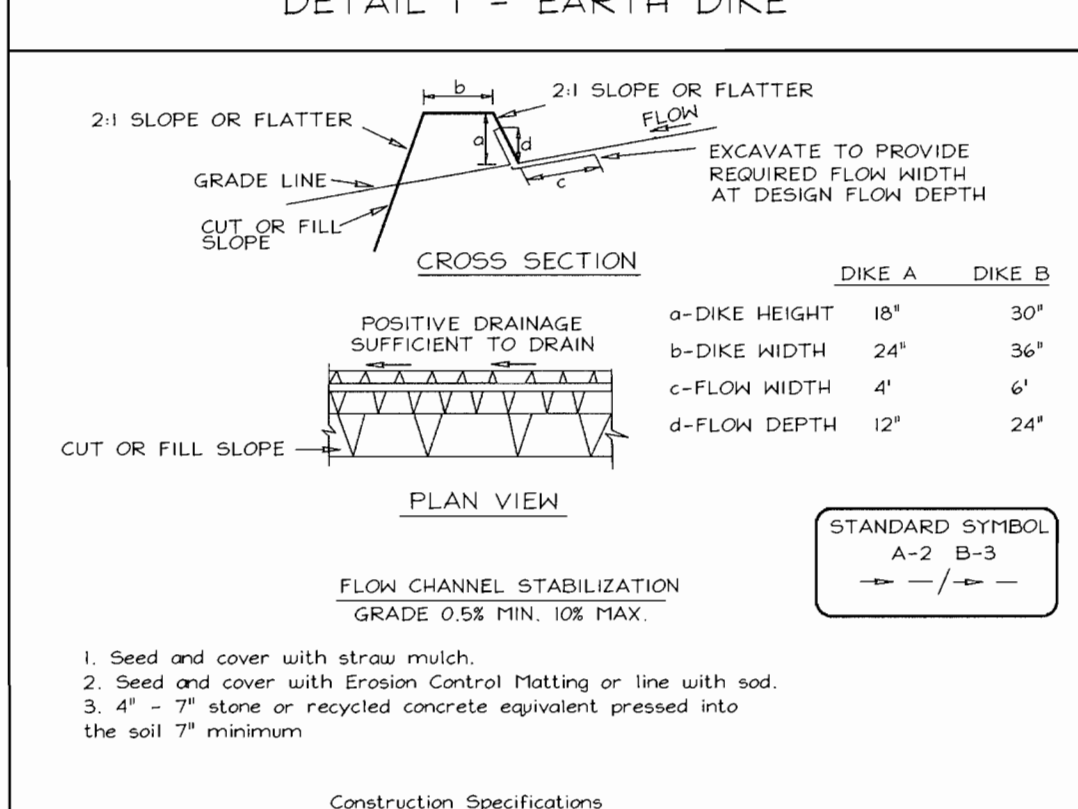 DETAIL 1 - EARTH DIKE
b
2:1 SLOPE OR FLATTER
2:1 SLOPE OR FLATTER
FLOW
a
d
EXCAVATE TO PROVIDE
REQUIRED FLOW WIDTH
AT DESIGN FLOW DEPTH
GRADE LINE
c
CUT OR FILL
SLOPE
CROSS SECTION
DIKE A DIKE B
a-DIKE HEIGHT 18" 30"
b-DIKE WIDTH 24" 36"
c-FLOW WIDTH 4' 6'
d-FLOW DEPTH 12" 24"
POSITIVE DRAINAGE
SUFFICIENT TO DRAIN
CUT OR FILL SLOPE
PLAN VIEW
STANDARD SYMBOL
A-2 B-3
FLOW CHANNEL STABILIZATION
GRADE 0.5% MIN. 10% MAX.
1. Seed and cover with straw mulch.
2. Seed and cover with Erosion Control Matting or line with sod.
3. 4" - 7" stone or recycled concrete equivalent pressed into
the soil 7" minimum
Construction Specifications